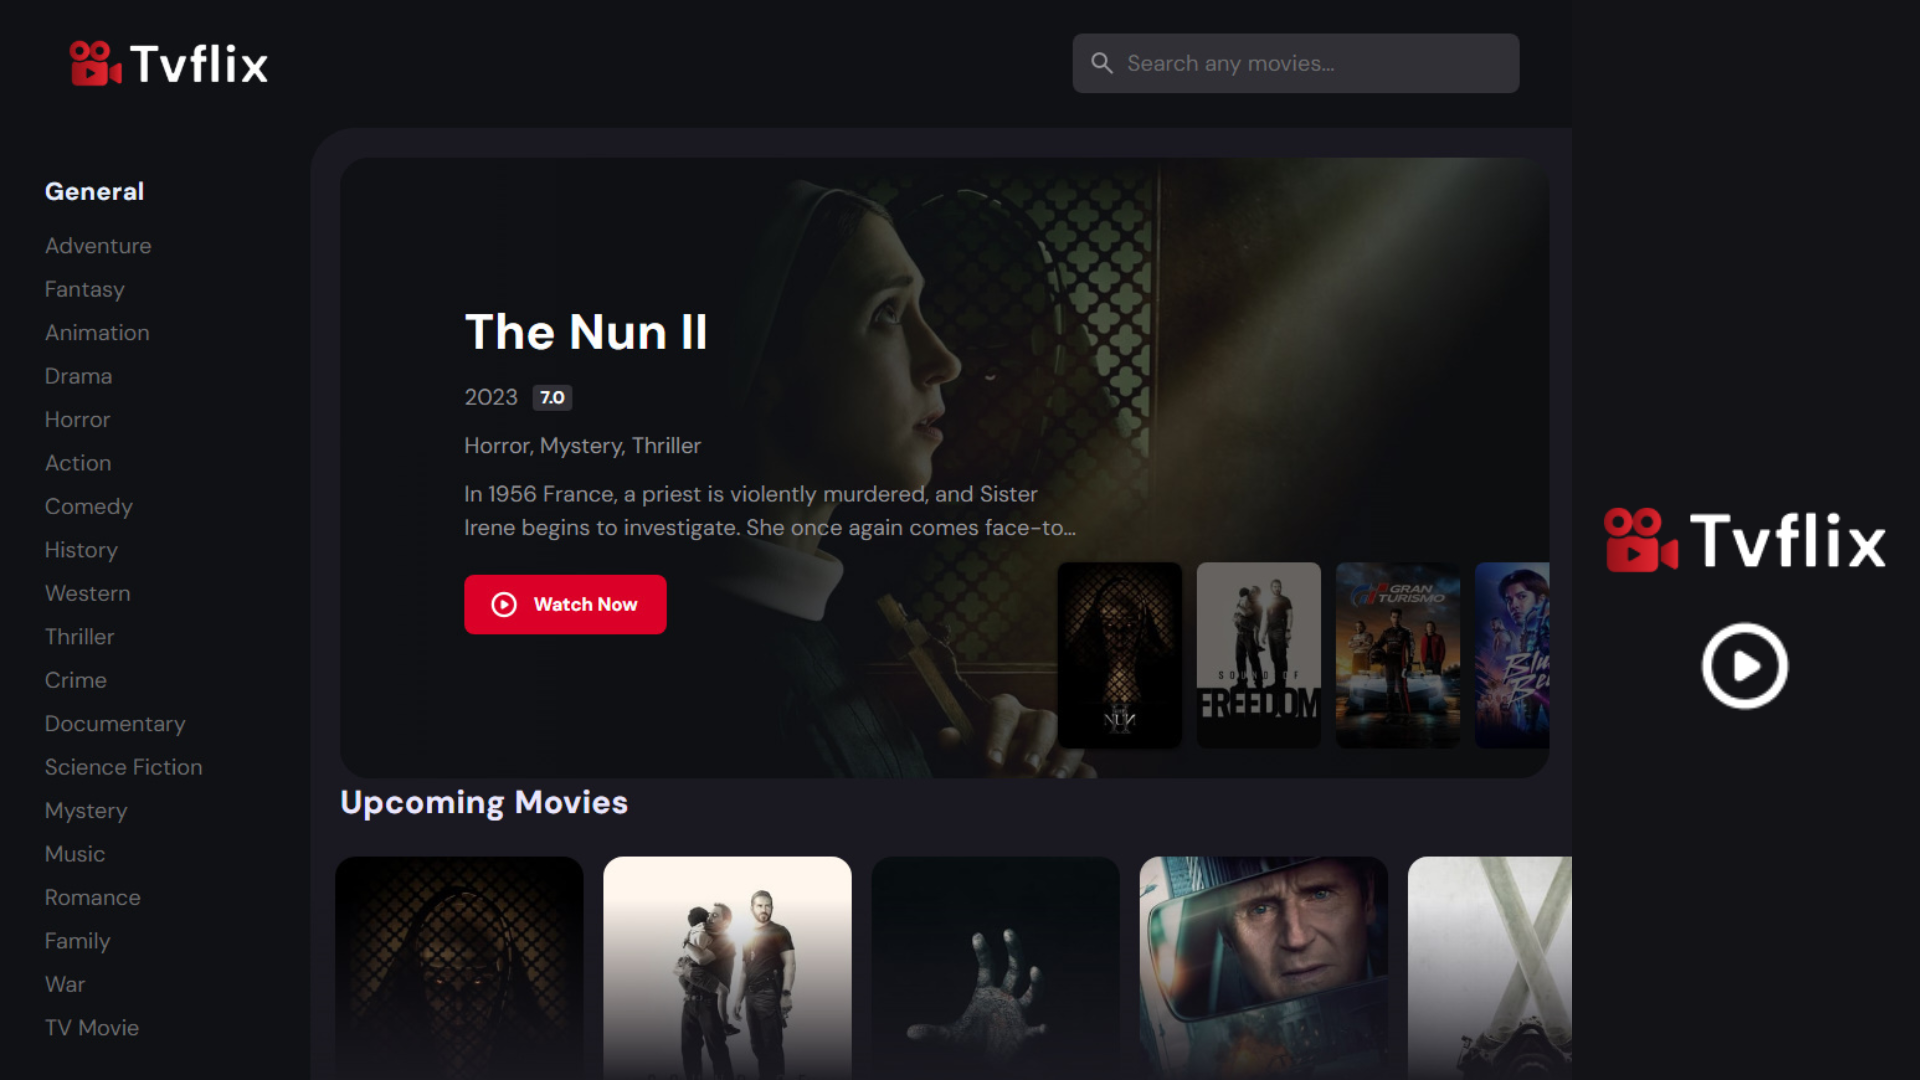 Tvflix
Search any movies...
General
Adventure
Fantasy
Animation
Drama
Horror
Action
Comedy
History
Western
Thriller
Crime
Documentary
Science Fiction
Mystery
Music
Romance
Family
War
TV Movie
The Nun II
2023 7.0
Horror, Mystery, Thriller
In 1956 France, a priest is violently murdered, and Sister
Irene begins to investigate. She once again comes face-to...
Watch Now
NUN
II
SOUND OF
FREEDOM
GRAN
TURISMO
Upcoming Movies
Tvflix